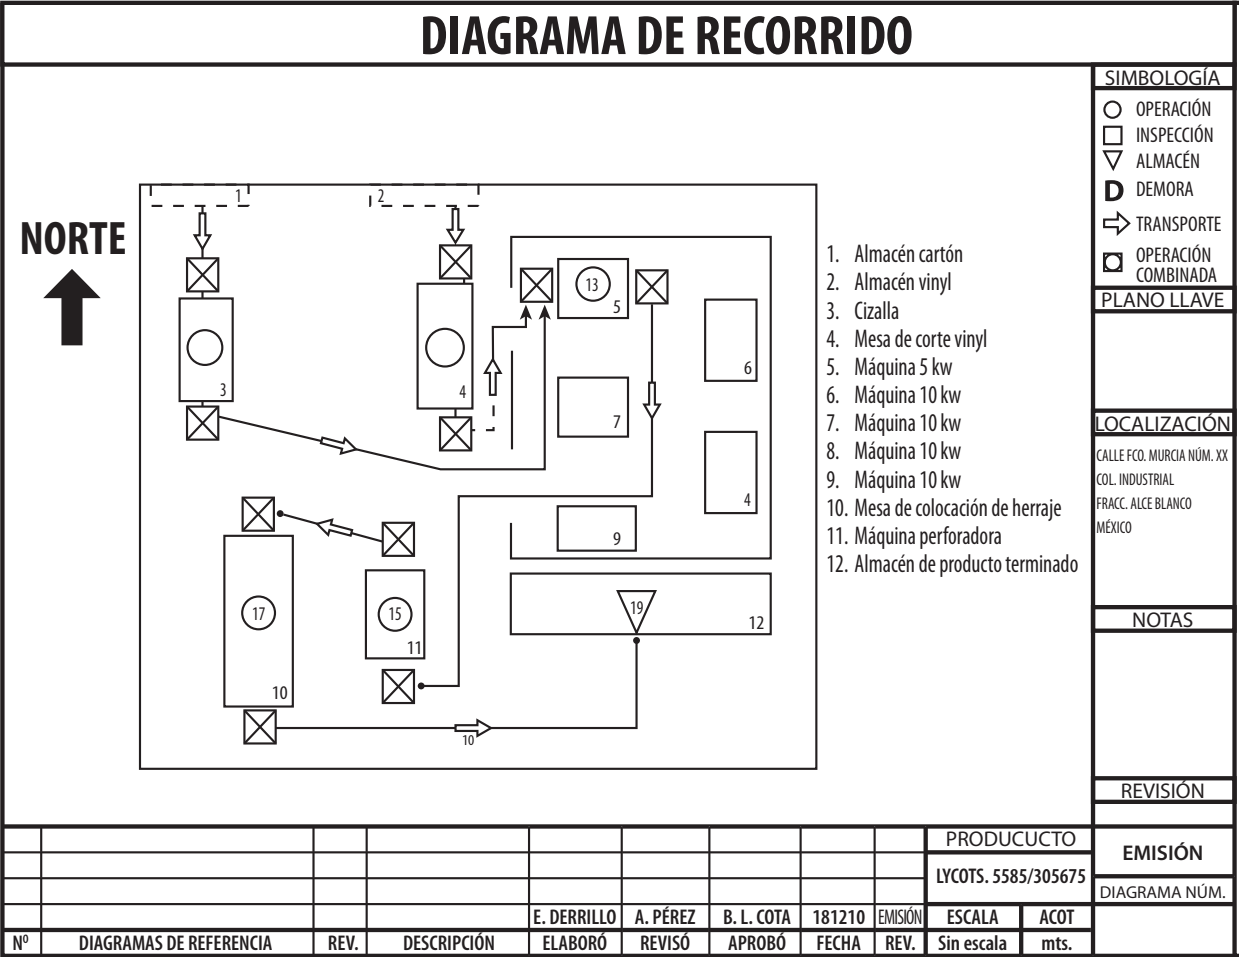 DIAGRAMA DE RECORRIDO
SIMBOLOGÍA
OPERACIÓN
INSPECCIÓN
ALMACÉN
D DEMORA
TRANSPORTE
OPERACIÓN
COMBINADA
PLANO LLAVE
LOCALIZACIÓN
CALLE FCO. MURCIA NÚM. XX
COL. INDUSTRIAL
FRACC. ALCE BLANCO
MÉXICO
NOTAS
REVISIÓN
EMISIÓN
DIAGRAMA NÚM.
NORTE
1
2
3
4
13
5
6
7
4
9
17
10
15
11
19
12
10
1. Almacén cartón
2. Almacén vinyl
3. Cizalla
4. Mesa de corte vinyl
5. Máquina 5 kw
6. Máquina 10 kw
7. Máquina 10 kw
8. Máquina 10 kw
9. Máquina 10 kw
10. Mesa de colocación de herraje
11. Máquina perforadora
12. Almacén de producto terminado
PRODUCUCTO
LYCOTS. 5585/305675
E. DERRILLO A. PÉREZ B. L. COTA 181210 EMISIÓN ESCALA ACOT
Nº DIAGRAMAS DE REFERENCIA REV. DESCRIPCIÓN ELABORÓ REVISÓ APROBÓ FECHA REV. Sin escala mts.